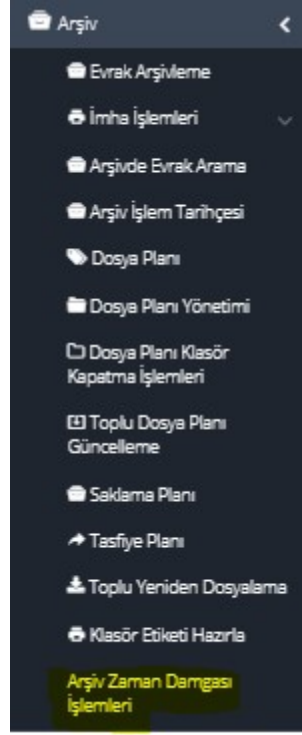 Arşiv
Evrak Arşivleme
İmha İşlemleri
Arşivde Evrak Arama
Arşiv İşlem Tarihçesi
Dosya Planı
Dosya Planı Yönetimi
Dosya Planı Klasör
Kapatma İşlemleri
Toplu Dosya Planı
Güncelleme
Saklama Planı
Tasfiye Planı
Toplu Yeniden Dosyalama
Klasör Etiketi Hazırla
Arşiv Zaman Damgası
İşlemleri